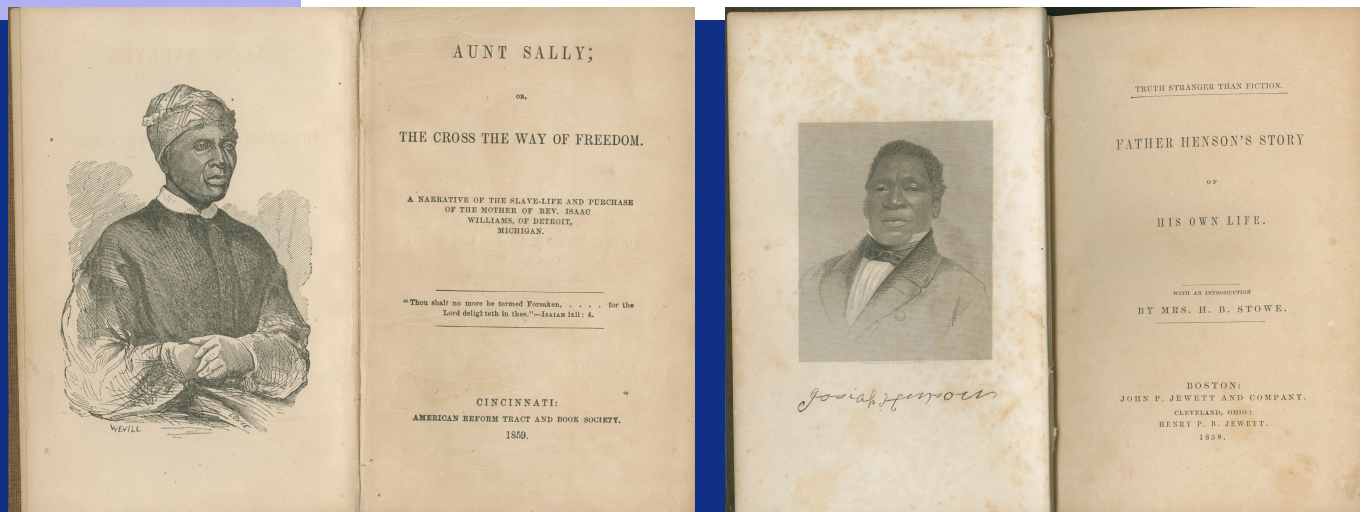 WEVILL
AUNT SALLY;
OR,
THE CROSS THE WAY OF FREEDOM.
A NARRATIVE OF THE SLAVE-LIFE AND PURCHASE
OF THE MOTHER OF REV. ISAAC
WILLIAMS, OF DETROIT,
MICHIGAN.
"Thou shalt no more be termed Forsaken, . . . . for the
Lord delighteth in thee."—ISAIAH lxii: 4.
CINCINNATI:
AMERICAN REFORM TRACT AND BOOK SOCIETY.
1859.
Josiah Henson
TRUTH STRANGER THAN FICTION.
FATHER HENSON'S STORY
OF
HIS OWN LIFE.
WITH AN INTRODUCTION
BY MRS. H. B. STOWE.
BOSTON:
JOHN P. JEWETT AND COMPANY.
CLEVELAND, OHIO:
HENRY P. B. JEWETT.
1858.